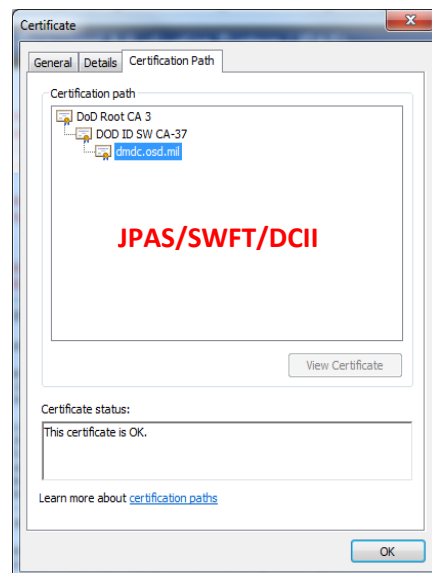 Certificate
General
Details
Certification Path
Certification path
DoD Root CA 3
DOD ID SW CA-37
dmdc.osd.mil
JPAS/SWFT/DCII
View Certificate
Certificate status:
This certificate is OK.
Learn more about certification paths
OK